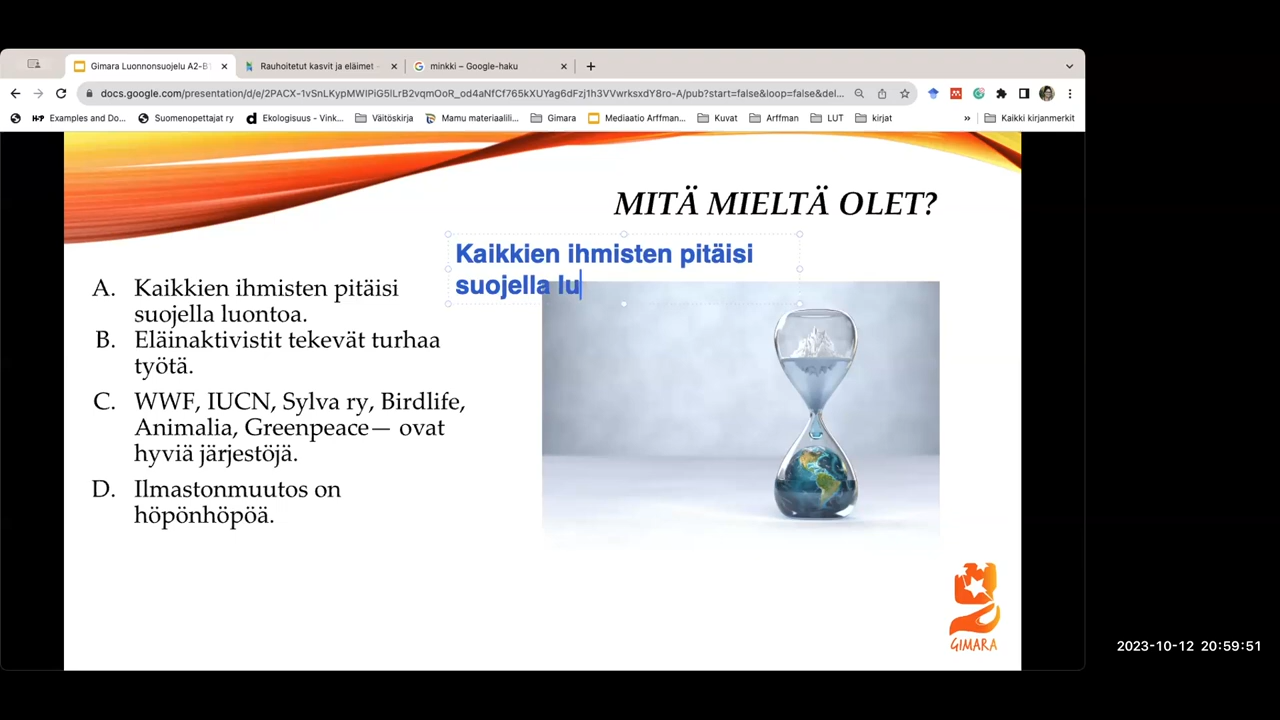 Gimara Luonnonsuojelu A2-B1
Rauhoitetut kasvit ja eläimet -
minkki – Google-haku
docs.google.com/presentation/d/e/2PACX-1vSnLKypMWIPiG5lLrB2vqmOoR_od4aNfCf765kXUYag6dFzj1h3VVwrksxdY8ro-A/pub?start=false&loop=false&del...
Examples and Do...
Suomenopettajat ry
Ekologisuus - Vink...
Väitöskirja
Mamu materiaalili...
Gimara
Mediaatio Arffman...
Kuvat
Arffman
LUT
kirjat
»
Kaikki kirjanmerkit
MITÄ MIELTÄ OLET?
Kaikkien ihmisten pitäisi
suojella lu
A. Kaikkien ihmisten pitäisi
suojella luontoa.
B. Eläinaktivistit tekevät turhaa
työtä.
C. WWF, IUCN, Sylva ry, Birdlife,
Animalia, Greenpeace— ovat
hyviä järjestöjä.
D. Ilmastonmuutos on
höpönhöpöä.
GIMARA
2023-10-12 20:59:51